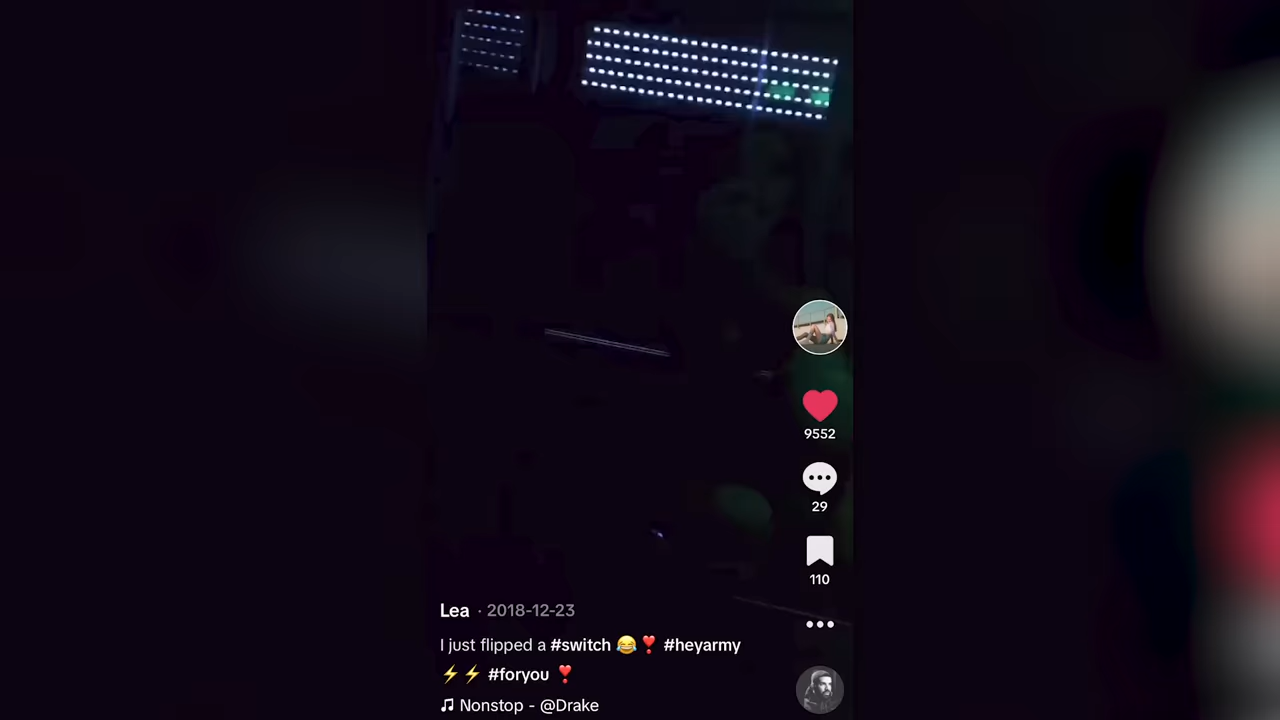 9552
29
110
Lea · 2018-12-23
I just flipped a #switch 😂❣️ #heyarmy
⚡⚡ #foryou ❣️
♫ Nonstop - @Drake